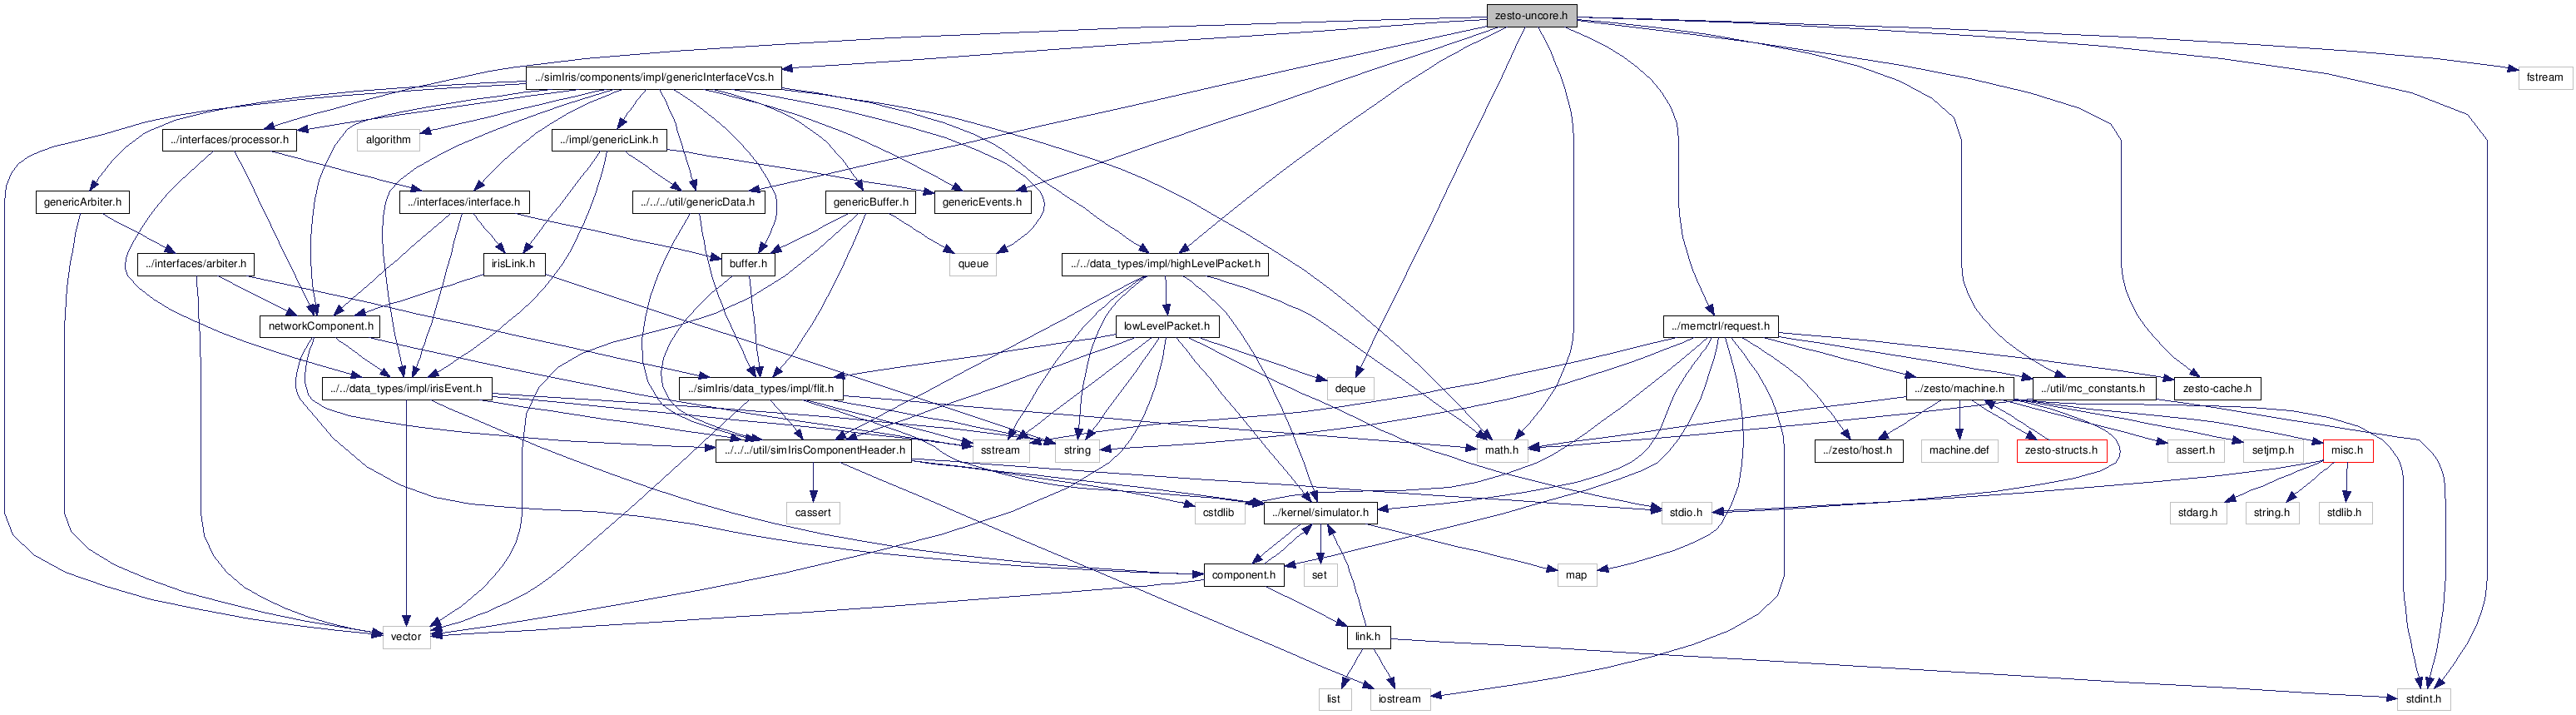 zesto-uncore.h
../simIris/components/impl/genericInterfaceVcs.h
fstream
../interfaces/processor.h
algorithm
../impl/genericLink.h
genericArbiter.h
../interfaces/interface.h
../../../util/genericData.h
genericBuffer.h
genericEvents.h
../interfaces/arbiter.h
irisLink.h
buffer.h
queue
../../data_types/impl/highLevelPacket.h
networkComponent.h
lowLevelPacket.h
../memctrl/request.h
../../data_types/impl/irisEvent.h
../simIris/data_types/impl/flit.h
deque
../zesto/machine.h
../util/mc_constants.h
zesto-cache.h
../../../util/simIrisComponentHeader.h
sstream
string
math.h
../zesto/host.h
machine.def
zesto-structs.h
assert.h
setjmp.h
misc.h
cassert
cstdlib
../kernel/simulator.h
stdio.h
stdarg.h
string.h
stdlib.h
component.h
set
map
vector
link.h
list
iostream
stdint.h